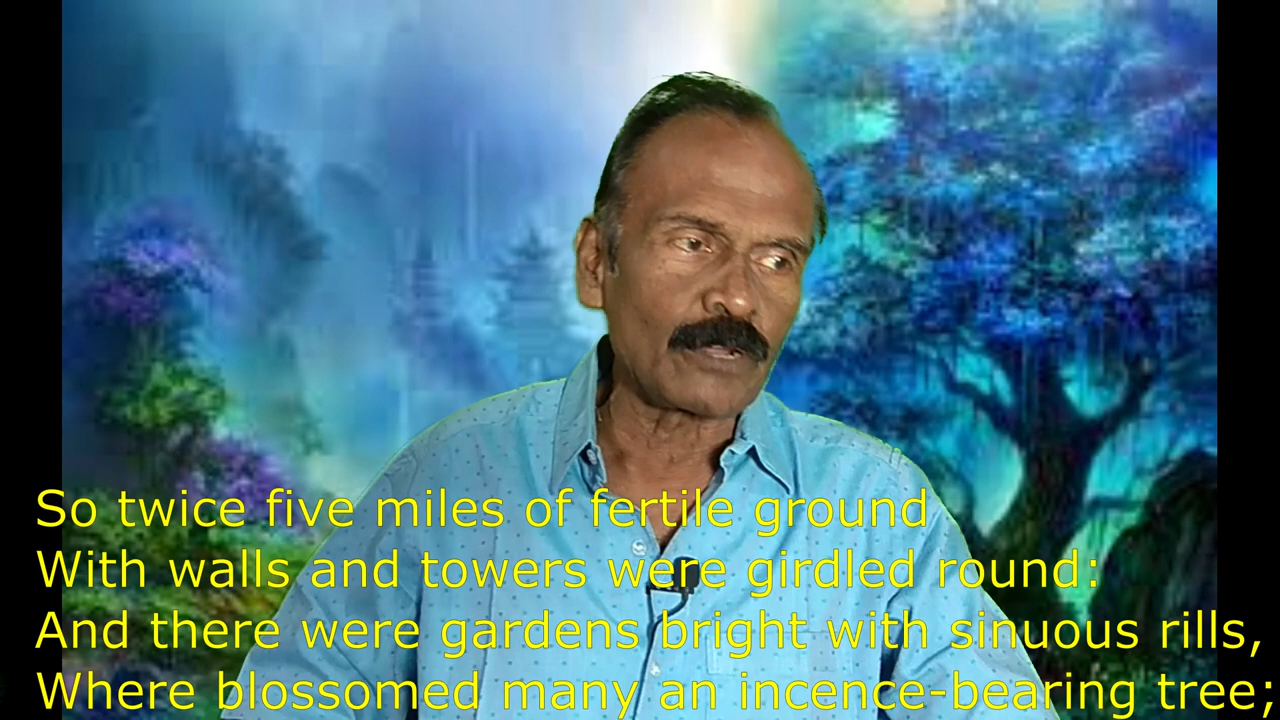 So twice five miles of fertile ground
With walls and towers were girdled round:
And there were gardens bright with sinuous rills,
Where blossomed many an incence-bearing tree;